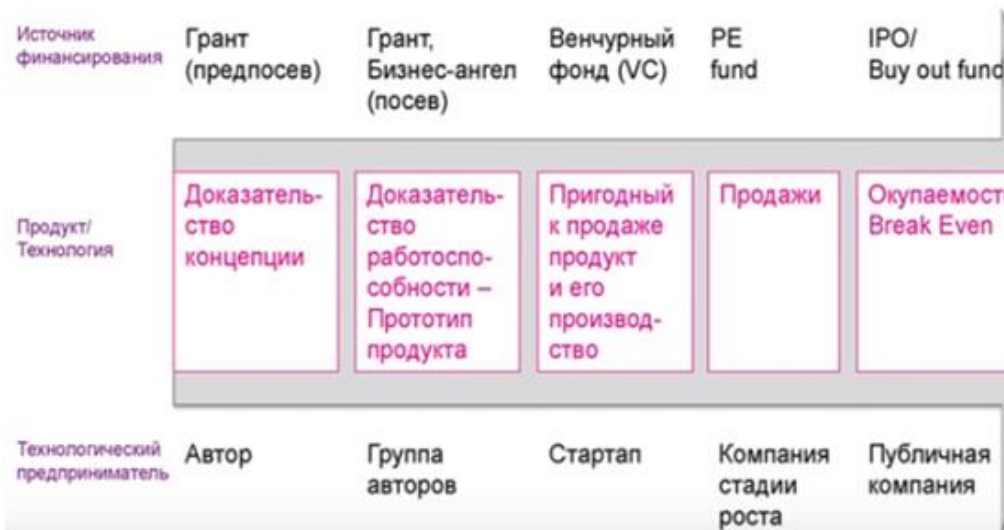 Источник
финансирования
Грант
(предпосев)
Грант,
Бизнес-ангел
(посев)
Венчурный
фонд (VC)
PE
fund
IPO/
Buy out fund
Продукт/
Технология
Доказатель-
ство
концепции
Доказатель-
ство
работоспо-
собности –
Прототип
продукта
Пригодный
к продаже
продукт
и его
производ-
ство
Продажи
Окупаемост
Break Even
Технологический
предприниматель
Автор
Группа
авторов
Стартап
Компания
стадии
роста
Публичная
компания